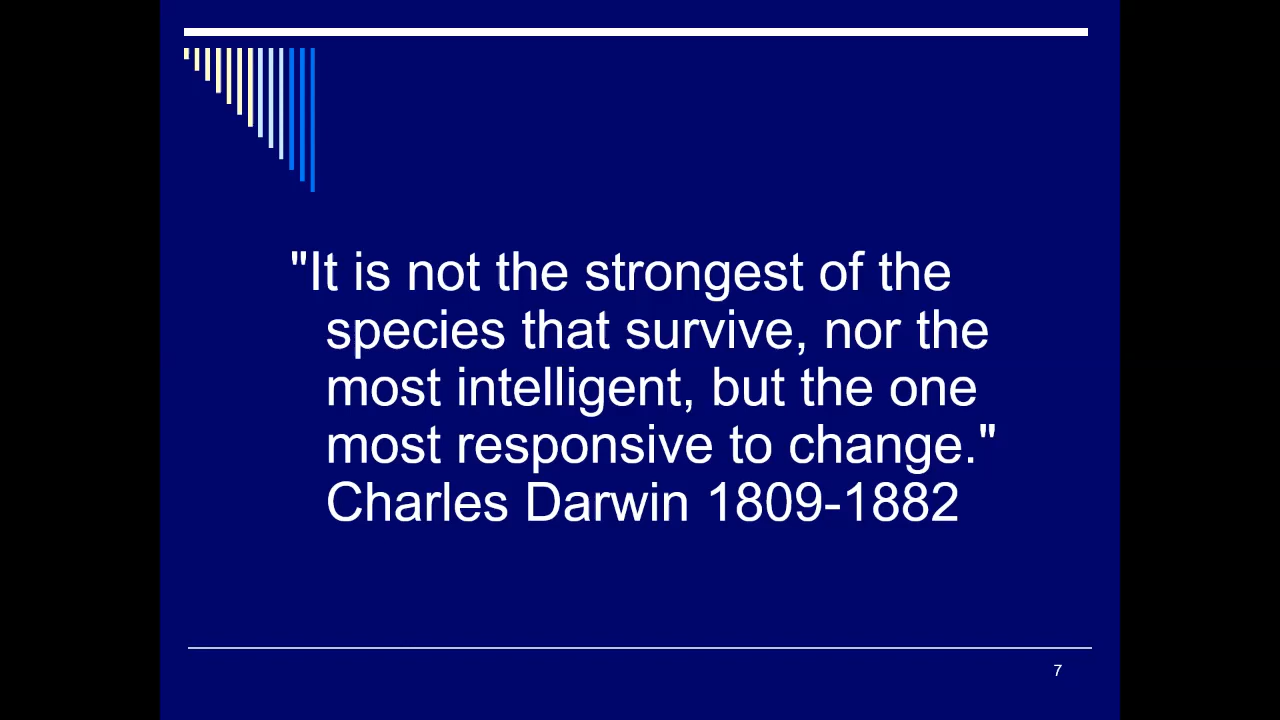 "It is not the strongest of the
species that survive, nor the
most intelligent, but the one
most responsive to change."
Charles Darwin 1809-1882
7